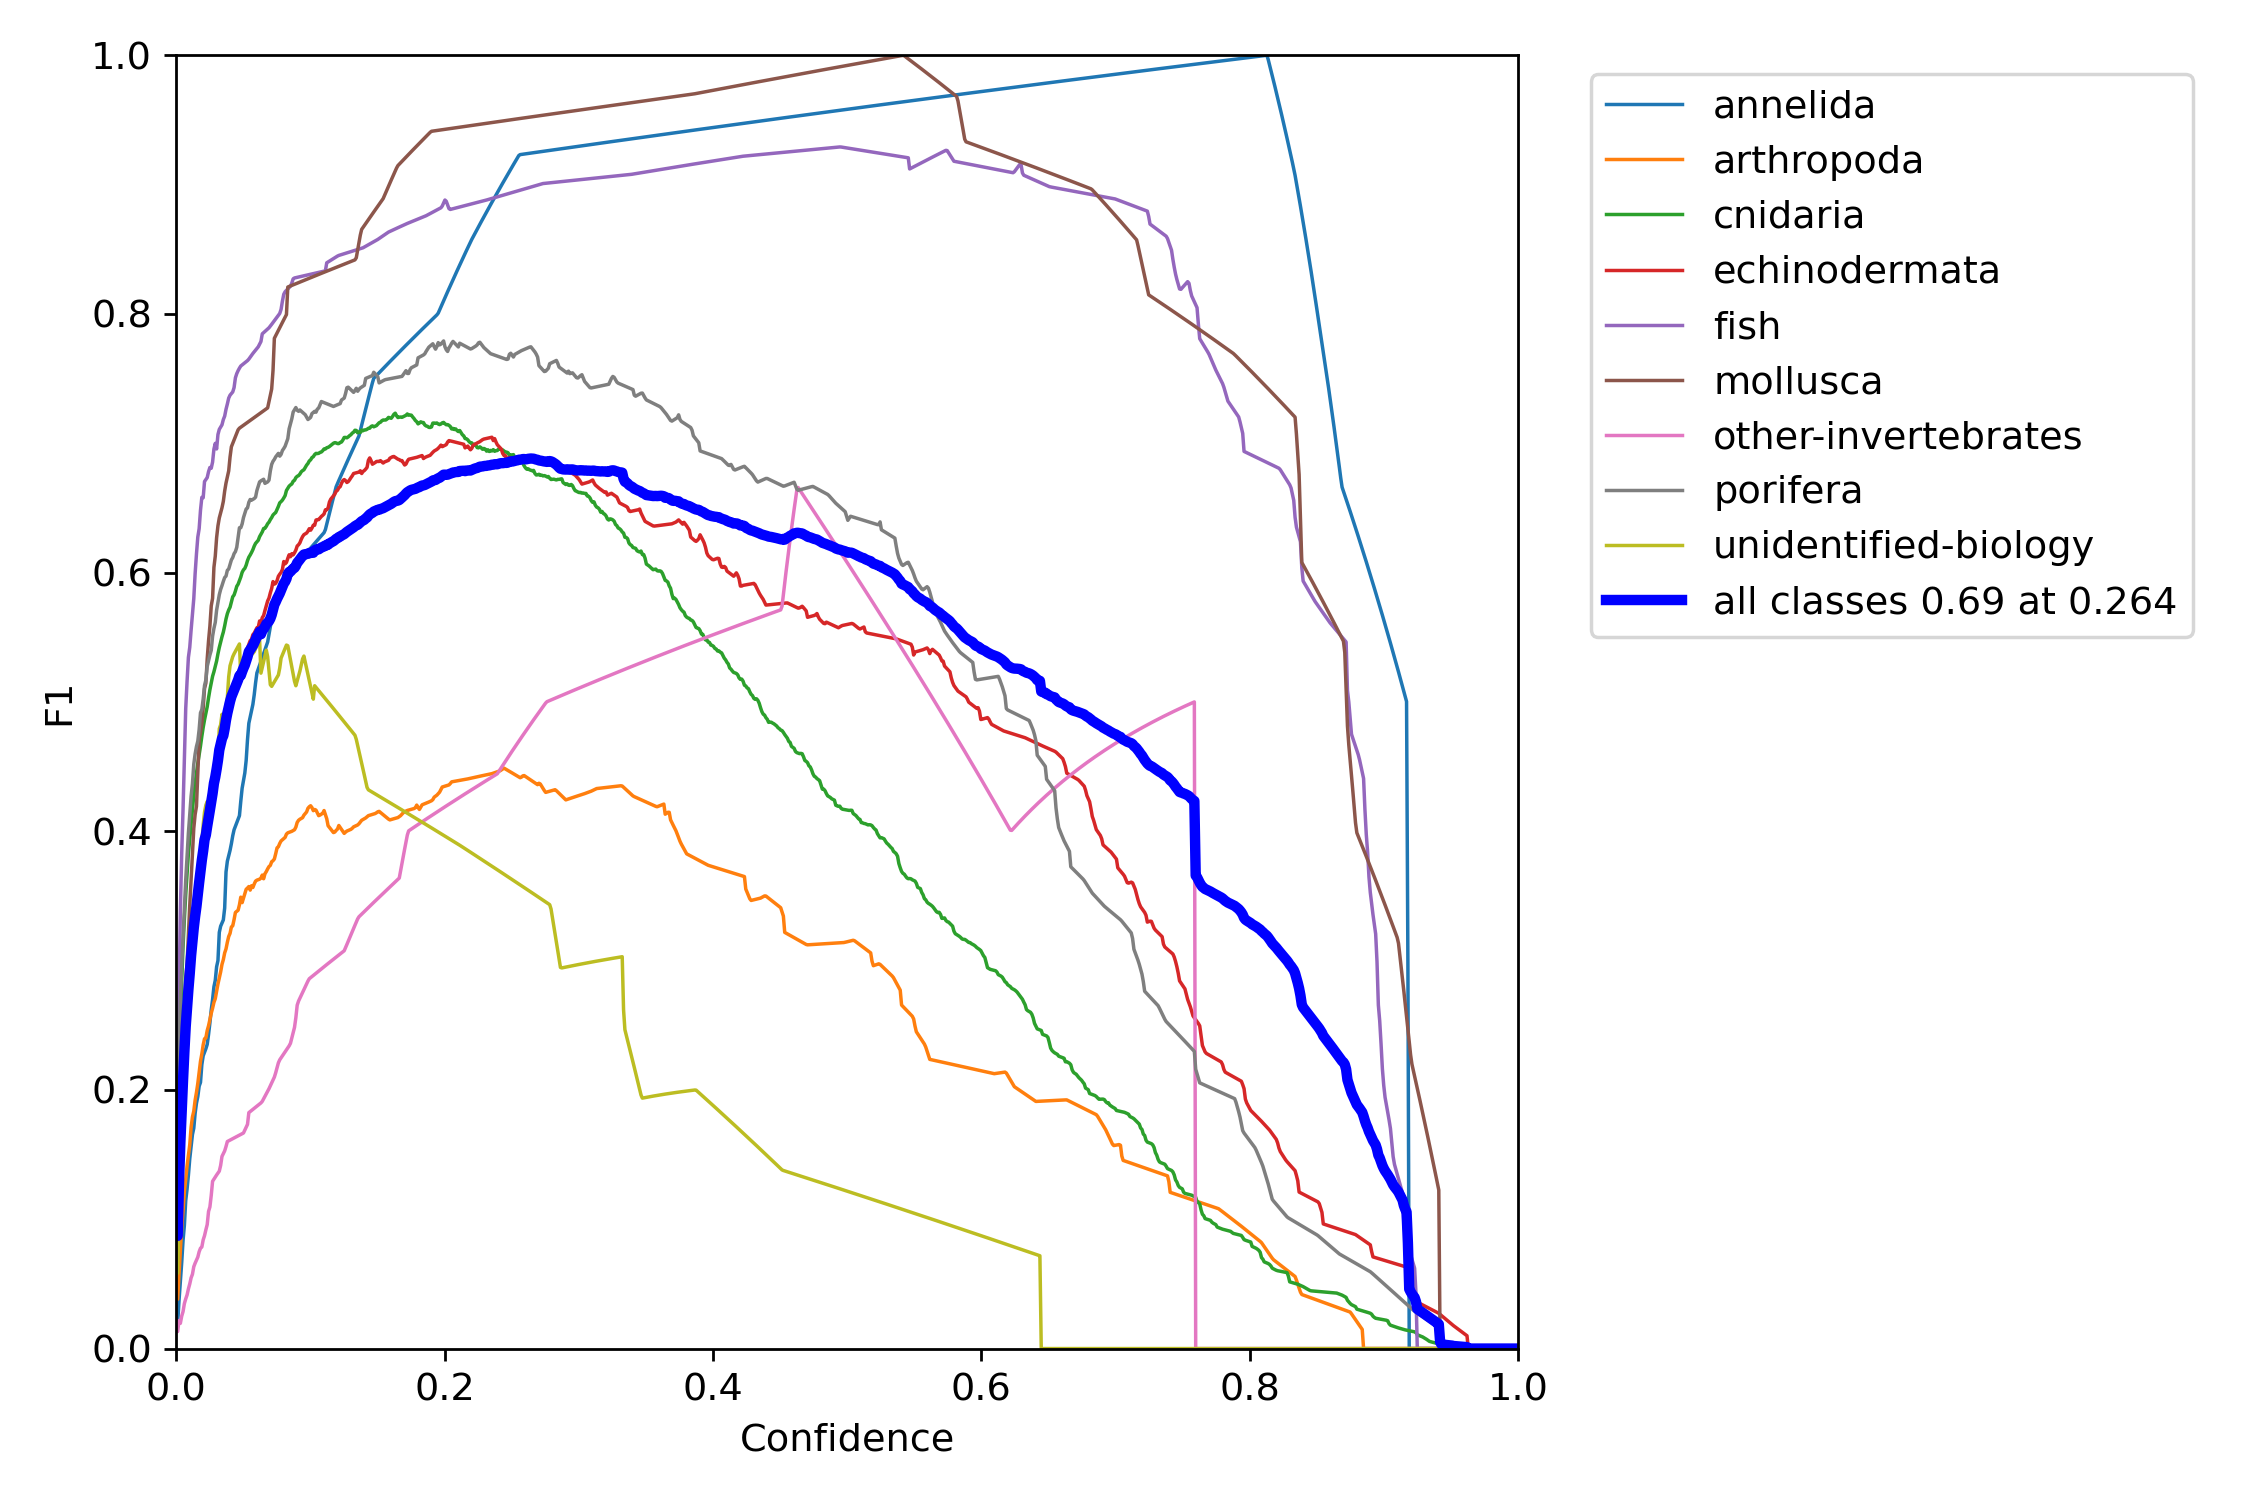 1.0
0.8
0.6
0.4
0.2
0.0
F1
0.0 0.2 0.4 0.6 0.8 1.0
Confidence
annelida
arthropoda
cnidaria
echinodermata
fish
mollusca
other-invertebrates
porifera
unidentified-biology
all classes 0.69 at 0.264